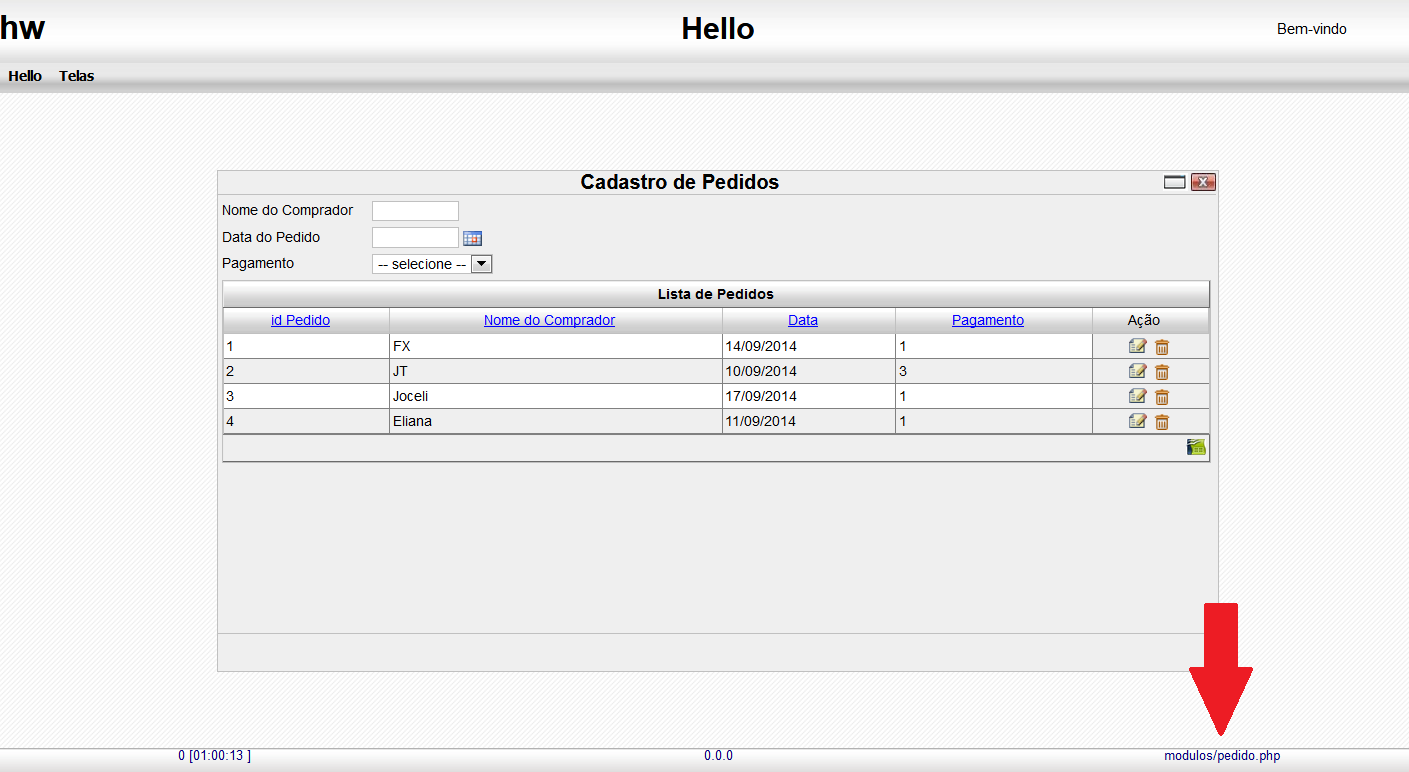 hw Hello Bem-vindo
Hello Telas
Cadastro de Pedidos
Nome do Comprador
Data do Pedido
Pagamento -- selecione --
Lista de Pedidos
id Pedido Nome do Comprador Data Pagamento Ação
1 FX 14/09/2014 1
2 JT 10/09/2014 3
3 Joceli 17/09/2014 1
4 Eliana 11/09/2014 1
0 [01:00:13 ] 0.0.0 modulos/pedido.php